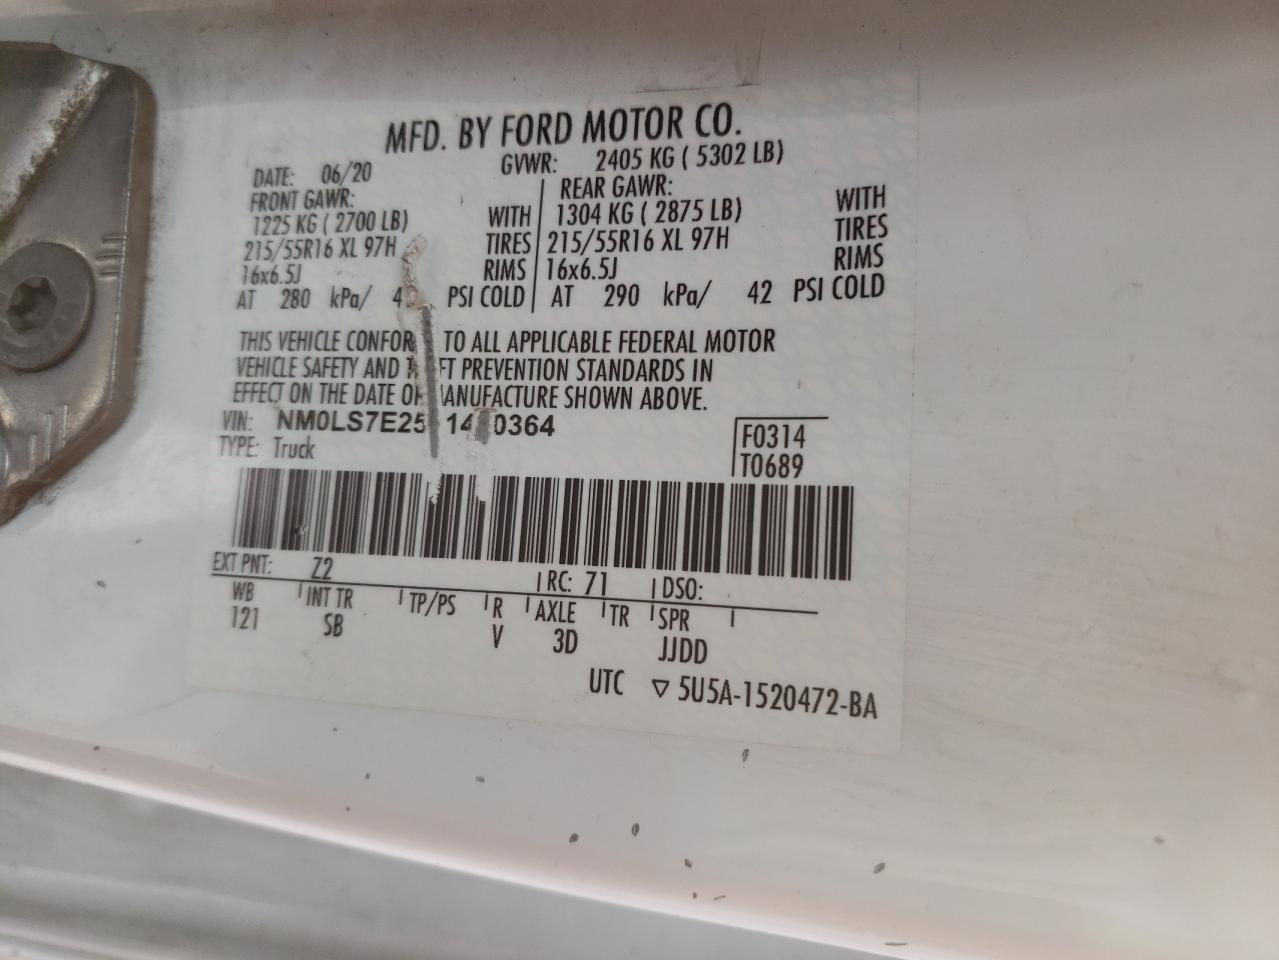 MFD. BY FORD MOTOR CO.
DATE: 06/20 GVWR: 2405 KG ( 5302 LB)
FRONT GAWR: REAR GAWR:
1225 KG ( 2700 LB) WITH 1304 KG ( 2875 LB) WITH
215/55R16 XL 97H TIRES 215/55R16 XL 97H TIRES
16x6.5J RIMS 16x6.5J RIMS
AT 280 kPa/ PSI COLD AT 290 kPa/ 42 PSI COLD
THIS VEHICLE TO ALL APPLICABLE FEDERAL MOTOR
VEHICLE SAFETY AND PREVENTION STANDARDS IN
EFFECT ON THE DATE OF MANUFACTURE SHOWN ABOVE.
VIN:
TYPE: Truck
F0314
T0689
EXT PNT: Z2 RC: 71 DSO:
WB INT TR TP/PS R AXLE TR SPR
121 SB V 3D JJDD
UTC ▽ 5U5A-1520472-BA